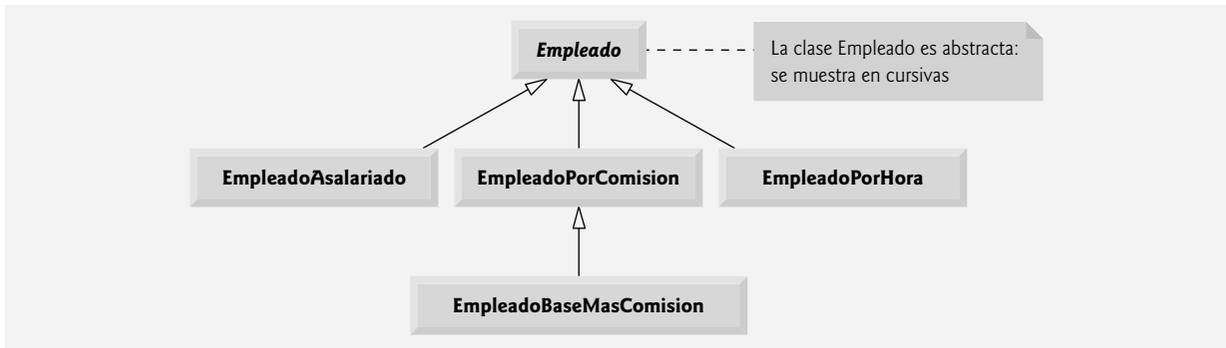 Empleado
La clase Empleado es abstracta:
se muestra en cursivas
EmpleadoAsalariado
EmpleadoPorComision
EmpleadoPorHora
EmpleadoBaseMasComision